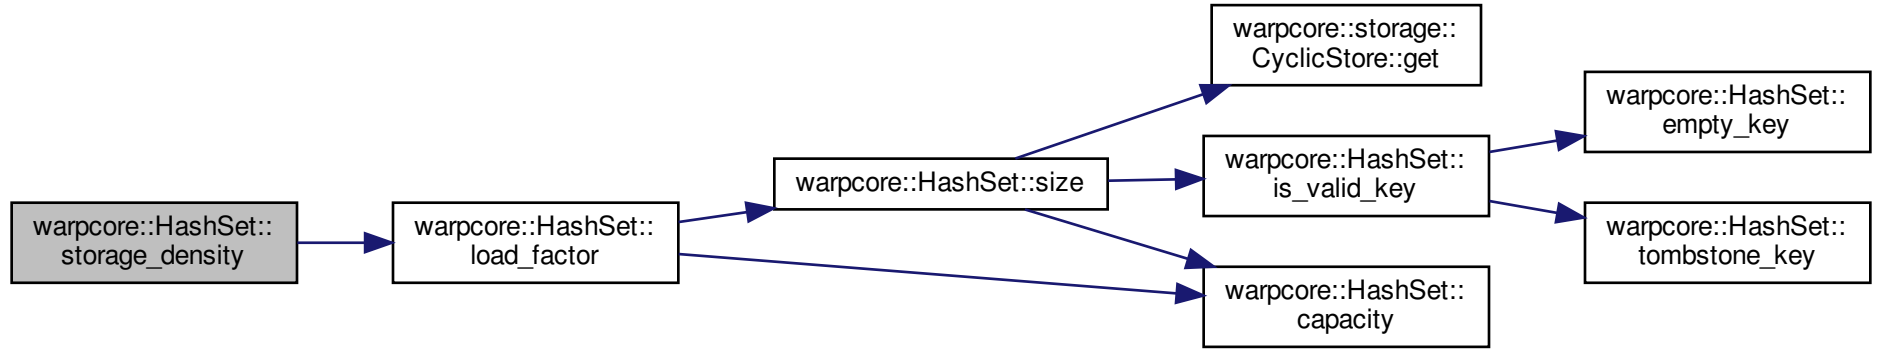 warpcore::HashSet::
storage_density
warpcore::HashSet::
load_factor
warpcore::HashSet::size
warpcore::storage::
CyclicStore::get
warpcore::HashSet::
is_valid_key
warpcore::HashSet::
capacity
warpcore::HashSet::
empty_key
warpcore::HashSet::
tombstone_key